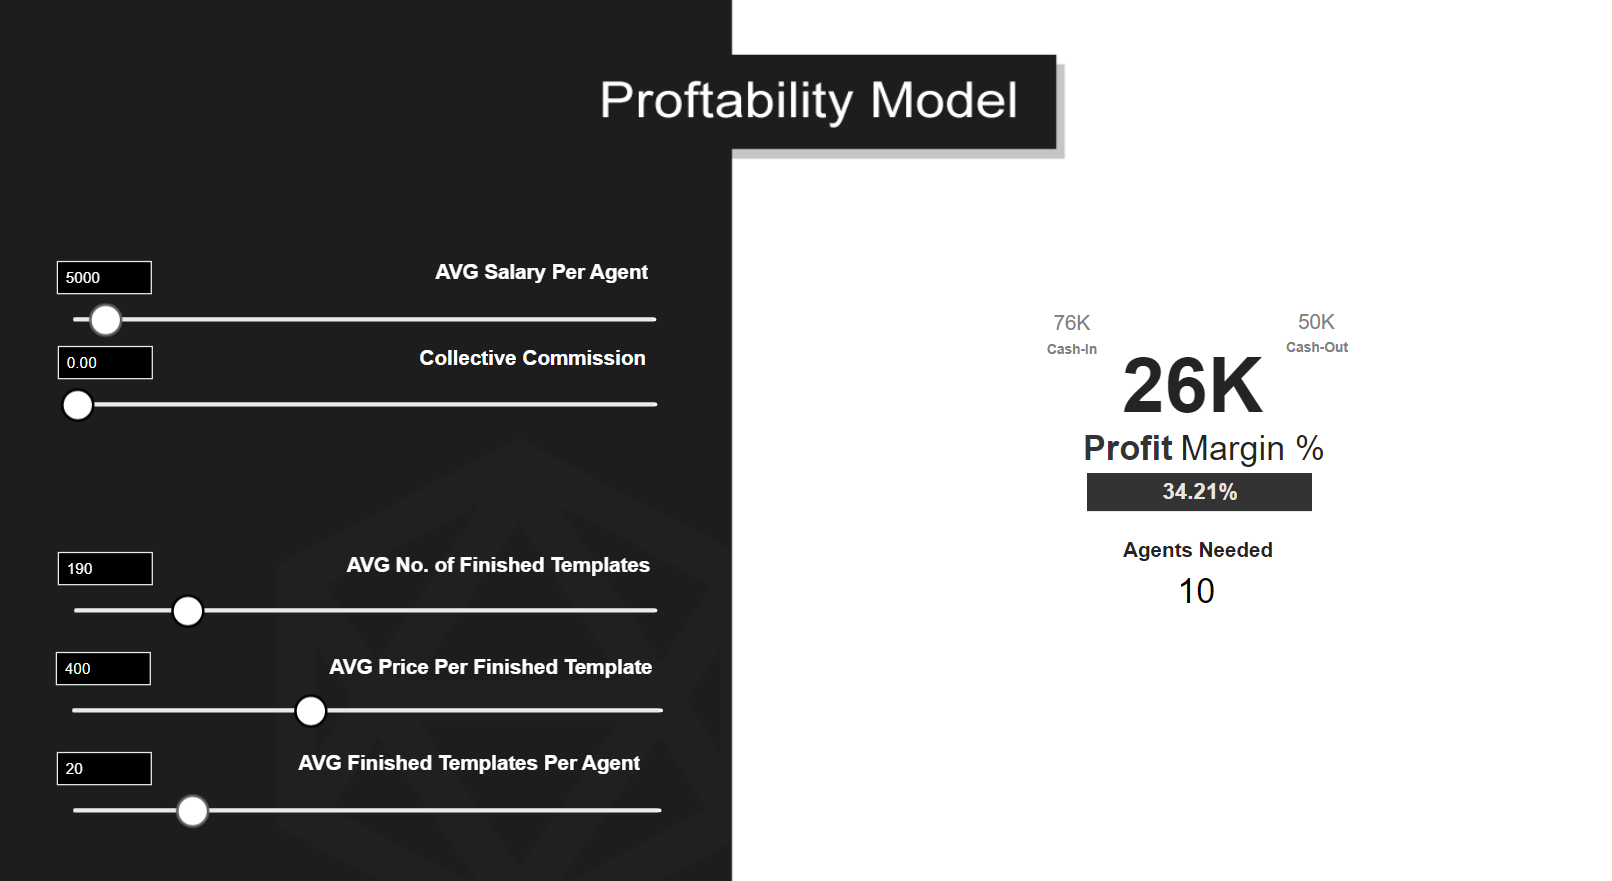 Proftability Model
5000
AVG Salary Per Agent
0.00
Collective Commission
190
AVG No. of Finished Templates
400
AVG Price Per Finished Template
20
AVG Finished Templates Per Agent
76K
Cash-In
50K
Cash-Out
26K
Profit Margin %
34.21%
Agents Needed
10